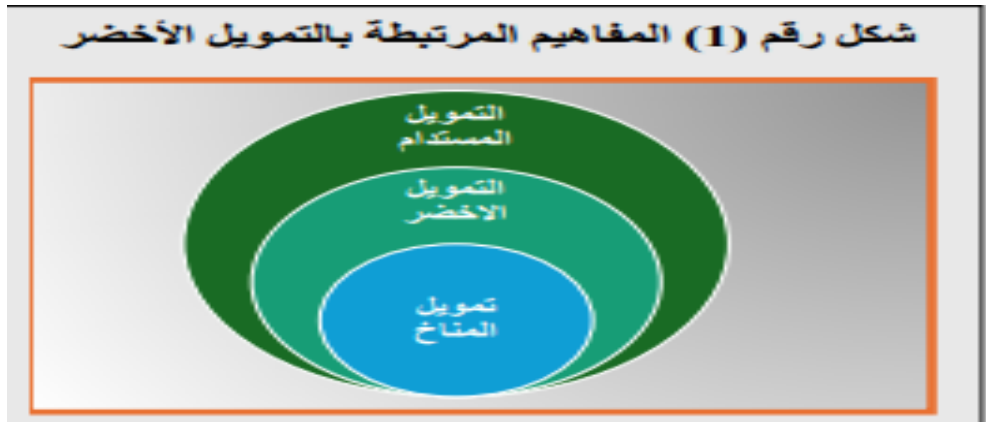 شكل رقم (1) المفاهيم المرتبطة بالتمويل الأخضر
التمويل
المستدام
التمويل
الاخضر
تمويل
المناخ